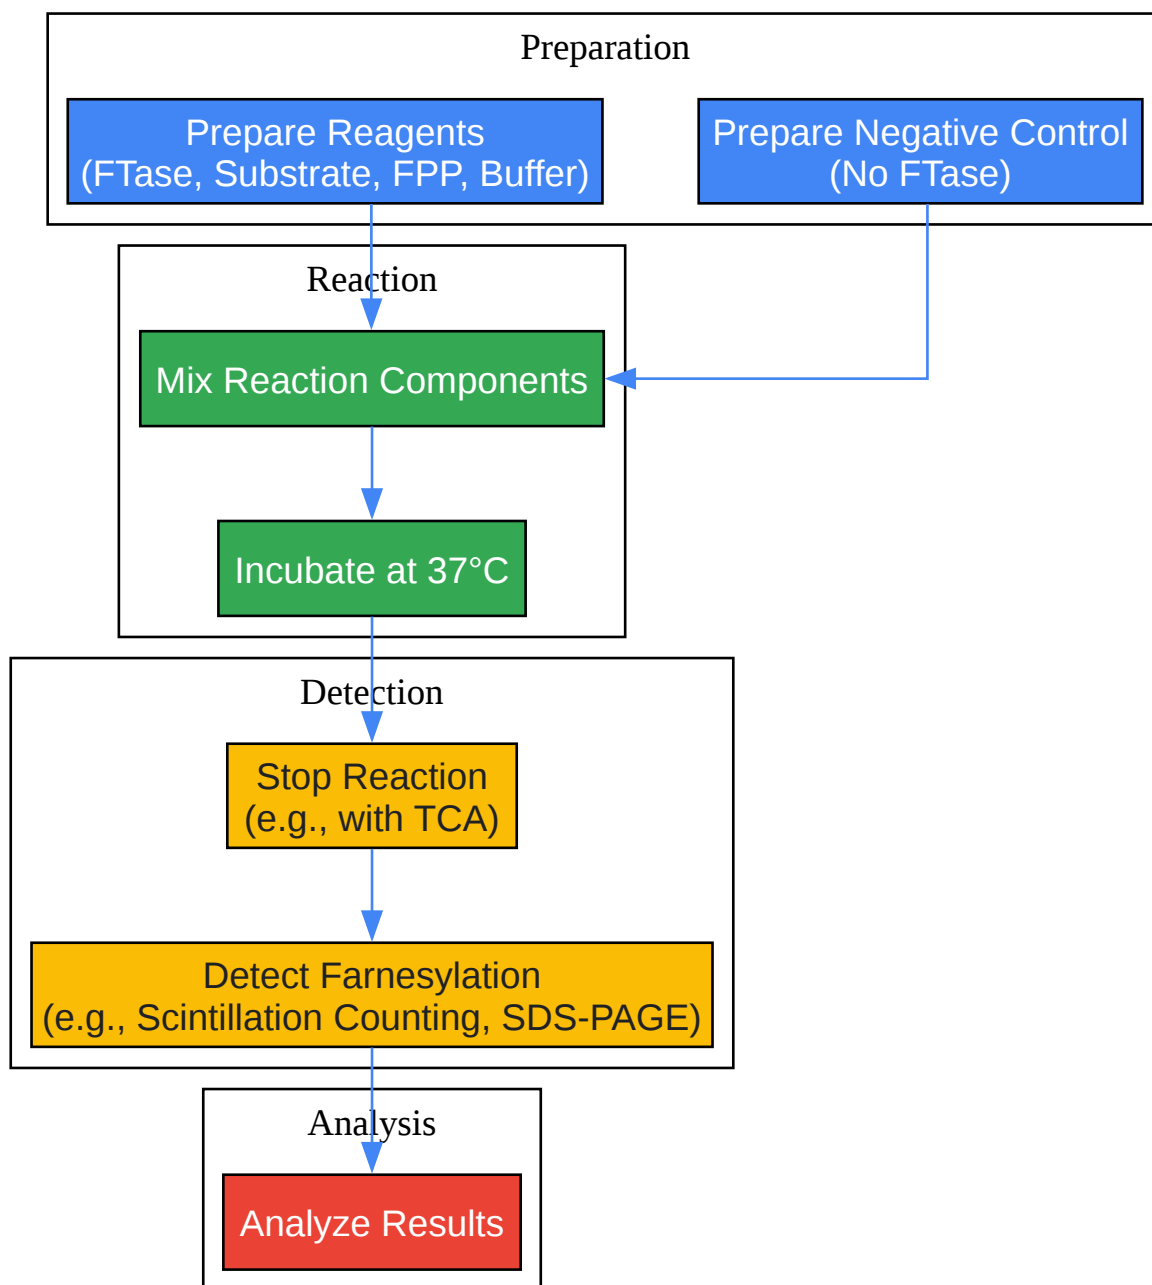 Preparation
Prepare Reagents
(FTase, Substrate, FPP, Buffer)
Prepare Negative Control
(No FTase)
Reaction
Mix Reaction Components
Incubate at 37°C
Detection
Stop Reaction
(e.g., with TCA)
Detect Farnesylation
(e.g., Scintillation Counting, SDS-PAGE)
Analysis
Analyze Results